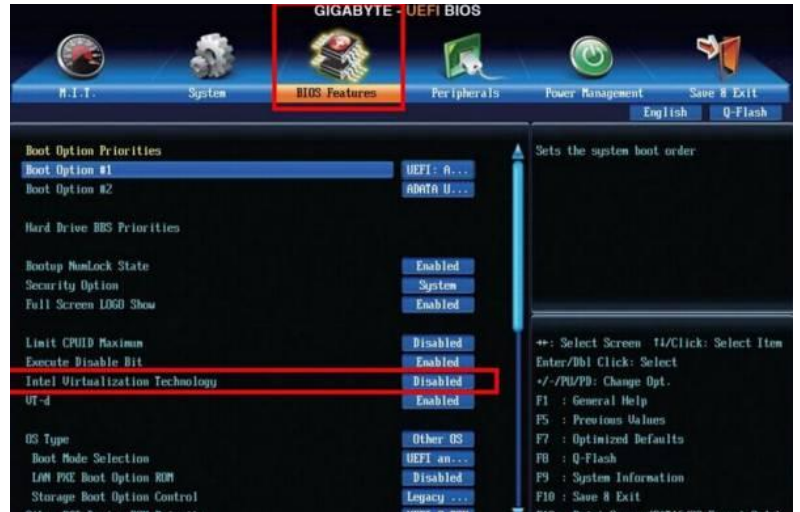 GIGABYTE - UEFI BIOS
M.I.T.
System
BIOS Features
Peripherals
Power Management
Save & Exit
English
Q-Flash
Boot Option Priorities
Boot Option #1 UEFI: A...
Boot Option #2 ADATA U...
Hard Drive BBS Priorities
Bootup NumLock State Enabled
Security Option System
Full Screen LOGO Show Enabled
Limit CPUID Maximum Disabled
Execute Disable Bit Enabled
Intel Virtualization Technology Disabled
VT-d Enabled
OS Type Other OS
Boot Mode Selection UEFI an...
LAN PXE Boot Option ROM Disabled
Storage Boot Option Control Legacy ...
Sets the system boot order
↔: Select Screen ↑↓/Click: Select Item
Enter/Dbl Click: Select
+/-/PU/PD: Change Opt.
F1 : General Help
F5 : Previous Values
F7 : Optimized Defaults
F8 : Q-Flash
F9 : System Information
F10 : Save & Exit